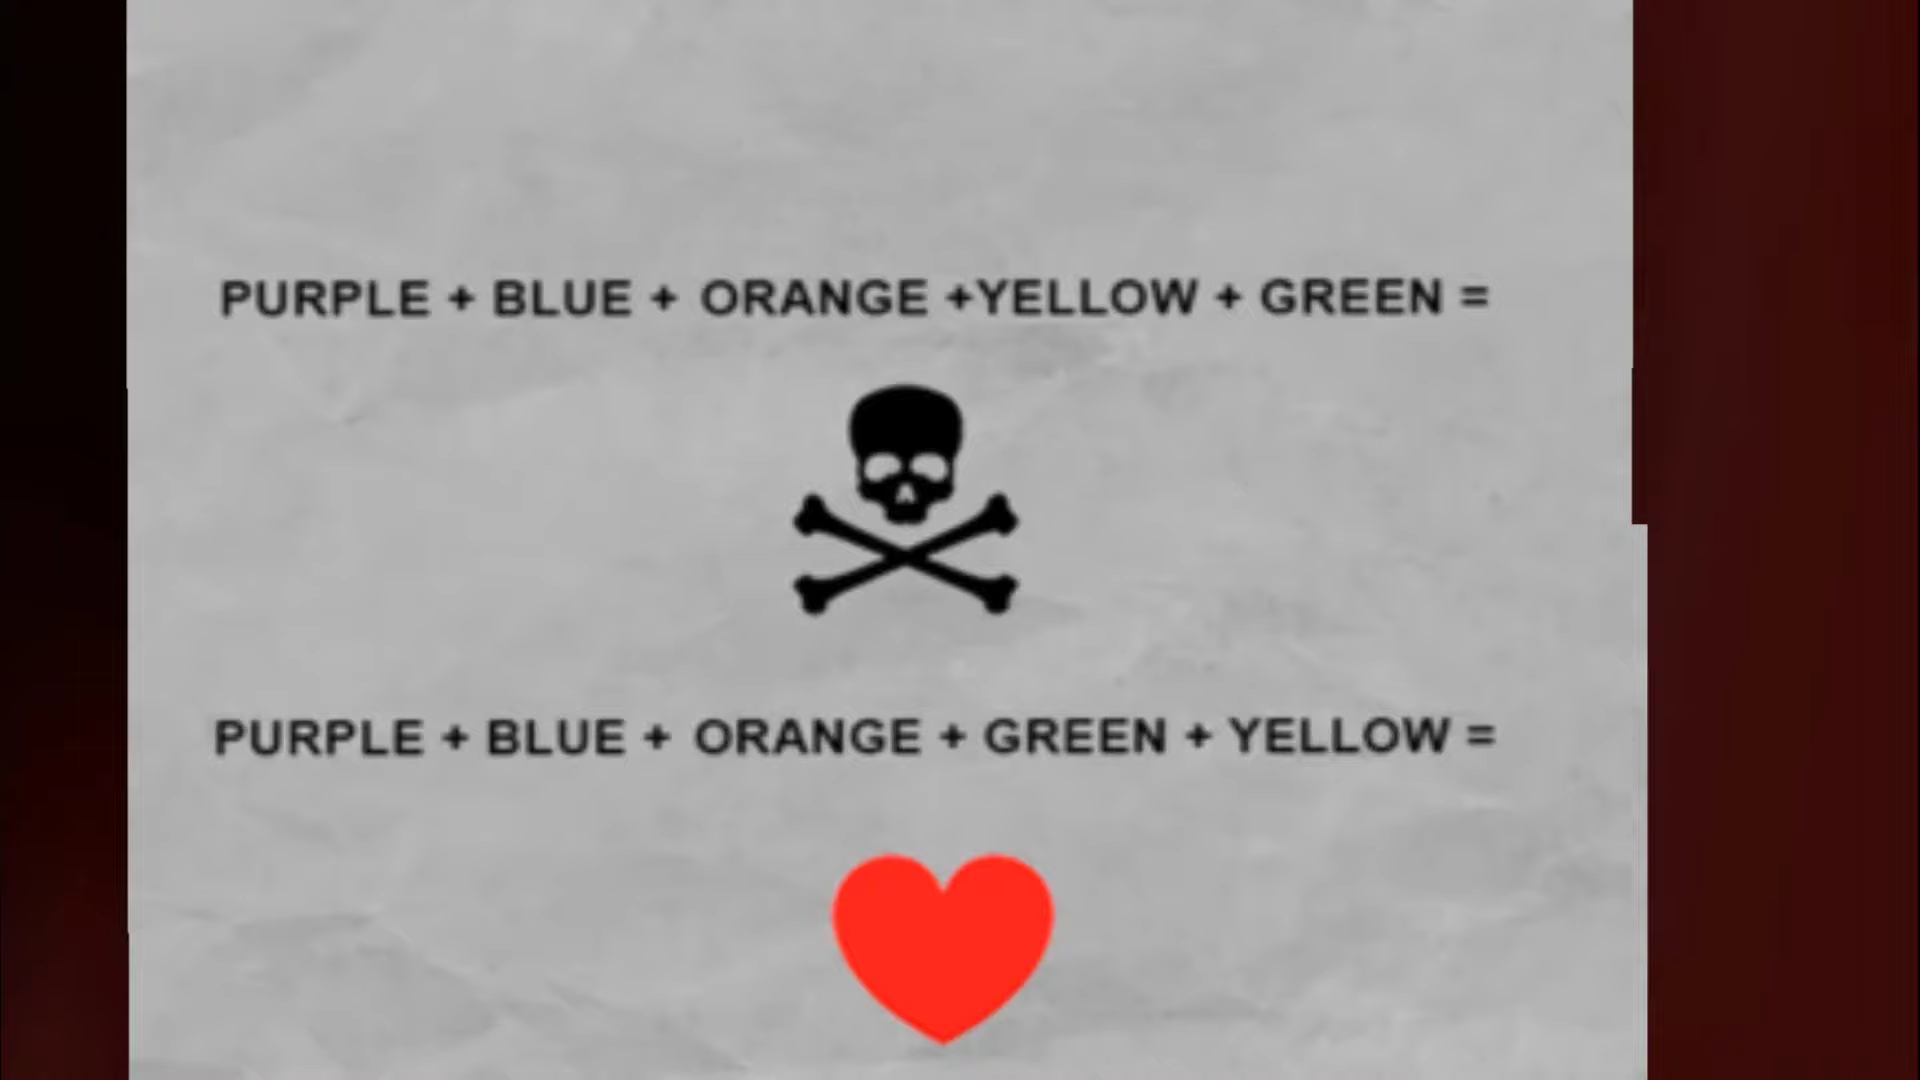 PURPLE + BLUE + ORANGE +YELLOW + GREEN =
PURPLE + BLUE + ORANGE + GREEN + YELLOW =